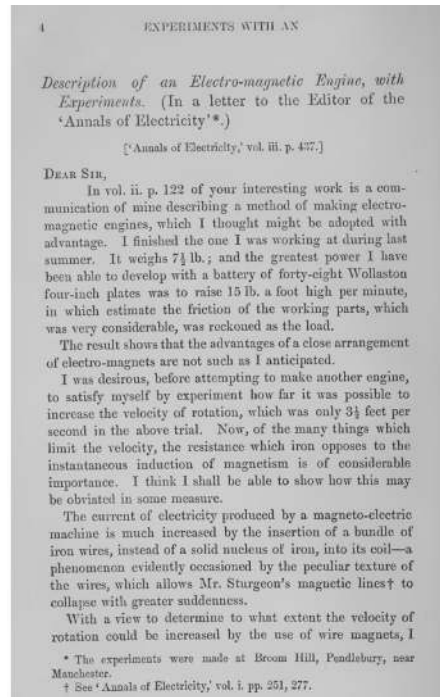 4 EXPERIMENTS WITH AN
Description of an Electro-magnetic Engine, with
Experiments. (In a letter to the Editor of the
‘Annals of Electricity’*.)
[‘Annals of Electricity,’ vol. iii. p. 437.]
DEAR SIR,
In vol. ii. p. 122 of your interesting work is a com-
munication of mine describing a method of making electro-
magnetic engines, which I thought might be adopted with
advantage. I finished the one I was working at during last
summer. It weighs 7½ lb.; and the greatest power I have
been able to develop with a battery of forty-eight Wollaston
four-inch plates was to raise 15 lb. a foot high per minute,
in which estimate the friction of the working parts, which
was very considerable, was reckoned as the load.
The result shows that the advantages of a close arrangement
of electro-magnets are not such as I anticipated.
I was desirous, before attempting to make another engine,
to satisfy myself by experiment how far it was possible to
increase the velocity of rotation, which was only 3½ feet per
second in the above trial. Now, of the many things which
limit the velocity, the resistance which iron opposes to the
instantaneous induction of magnetism is of considerable
importance. I think I shall be able to show how this may
be obviated in some measure.
The current of electricity produced by a magneto-electric
machine is much increased by the insertion of a bundle of
iron wires, instead of a solid nucleus of iron, into its coil—a
phenomenon evidently occasioned by the peculiar texture of
the wires, which allows Mr. Sturgeon's magnetic lines† to
collapse with greater suddenness.
With a view to determine to what extent the velocity of
rotation could be increased by the use of wire magnets, I
* The experiments were made at Broom Hill, Pendlebury, near
Manchester.
† See ‘Annals of Electricity,’ vol. i. pp. 251, 277.